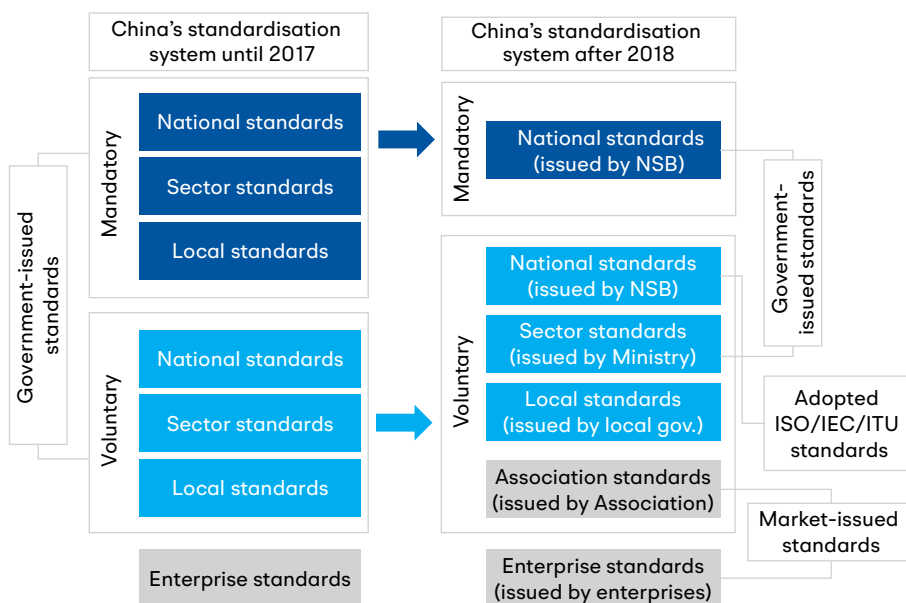 China's standardisation
system until 2017
Government-issued
standards
Mandatory
National standards
Sector standards
Local standards
Voluntary
National standards
Sector standards
Local standards
Enterprise standards
China's standardisation
system after 2018
Mandatory
National standards
(issued by NSB)
Voluntary
National standards
(issued by NSB)
Sector standards
(issued by Ministry)
Local standards
(issued by local gov.)
Association standards
(issued by Association)
Enterprise standards
(issued by enterprises)
Government-
issued standards
Adopted
ISO/IEC/ITU
standards
Market-issued
standards